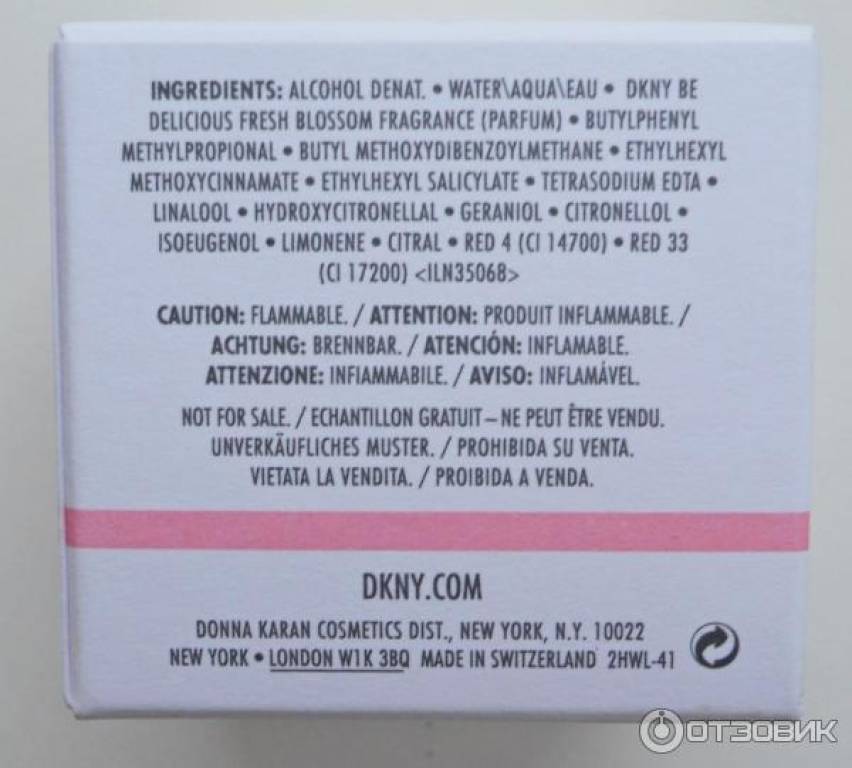 INGREDIENTS: ALCOHOL DENAT. • WATER\AQUA\EAU • DKNY BE
DELICIOUS FRESH BLOSSOM FRAGRANCE (PARFUM) • BUTYLPHENYL
METHYLPROPIONAL • BUTYL METHOXYDIBENZOYLMETHANE • ETHYLHEXYL
METHOXYCINNAMATE • ETHYLHEXYL SALICYLATE • TETRASODIUM EDTA •
LINALOOL • HYDROXYCITRONELLAL • GERANIOL • CITRONELLOL •
ISOEUGENOL • LIMONENE • CITRAL • RED 4 (CI 14700) • RED 33
(CI 17200) <ILN35068>
CAUTION: FLAMMABLE. / ATTENTION: PRODUIT INFLAMMABLE. /
ACHTUNG: BRENNBAR. / ATENCIÓN: INFLAMABLE.
ATTENZIONE: INFIAMMABILE. / AVISO: INFLAMÁVEL.
NOT FOR SALE. / ECHANTILLON GRATUIT – NE PEUT ÊTRE VENDU.
UNVERKÄUFLICHES MUSTER. / PROHIBIDA SU VENTA.
VIETATA LA VENDITA. / PROIBIDA A VENDA.
DKNY.COM
DONNA KARAN COSMETICS DIST., NEW YORK, N.Y. 10022
NEW YORK • LONDON W1K 3BQ MADE IN SWITZERLAND 2HWL-41
ОТЗОВИК